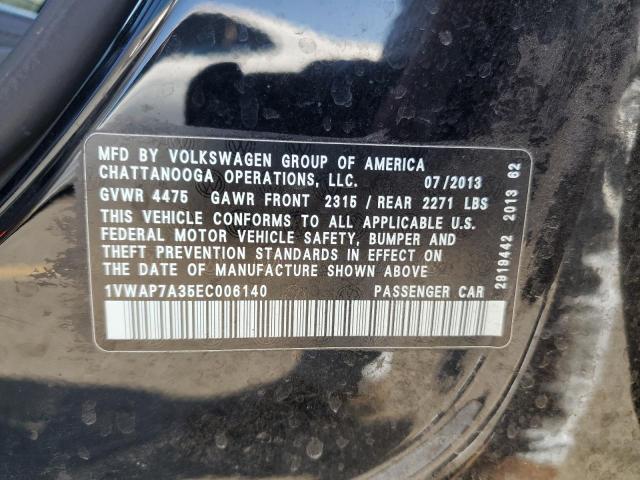 MFD BY VOLKSWAGEN GROUP OF AMERICA
CHATTANOOGA OPERATIONS, LLC. 07/2013
GVWR 4475 GAWR FRONT 2315 / REAR 2271 LBS
THIS VEHICLE CONFORMS TO ALL APPLICABLE U.S.
FEDERAL MOTOR VEHICLE SAFETY, BUMPER AND
THEFT PREVENTION STANDARDS IN EFFECT ON
THE DATE OF MANUFACTURE SHOWN ABOVE.
1VWAP7A35EC006140 PASSENGER CAR
2919442 2013 62